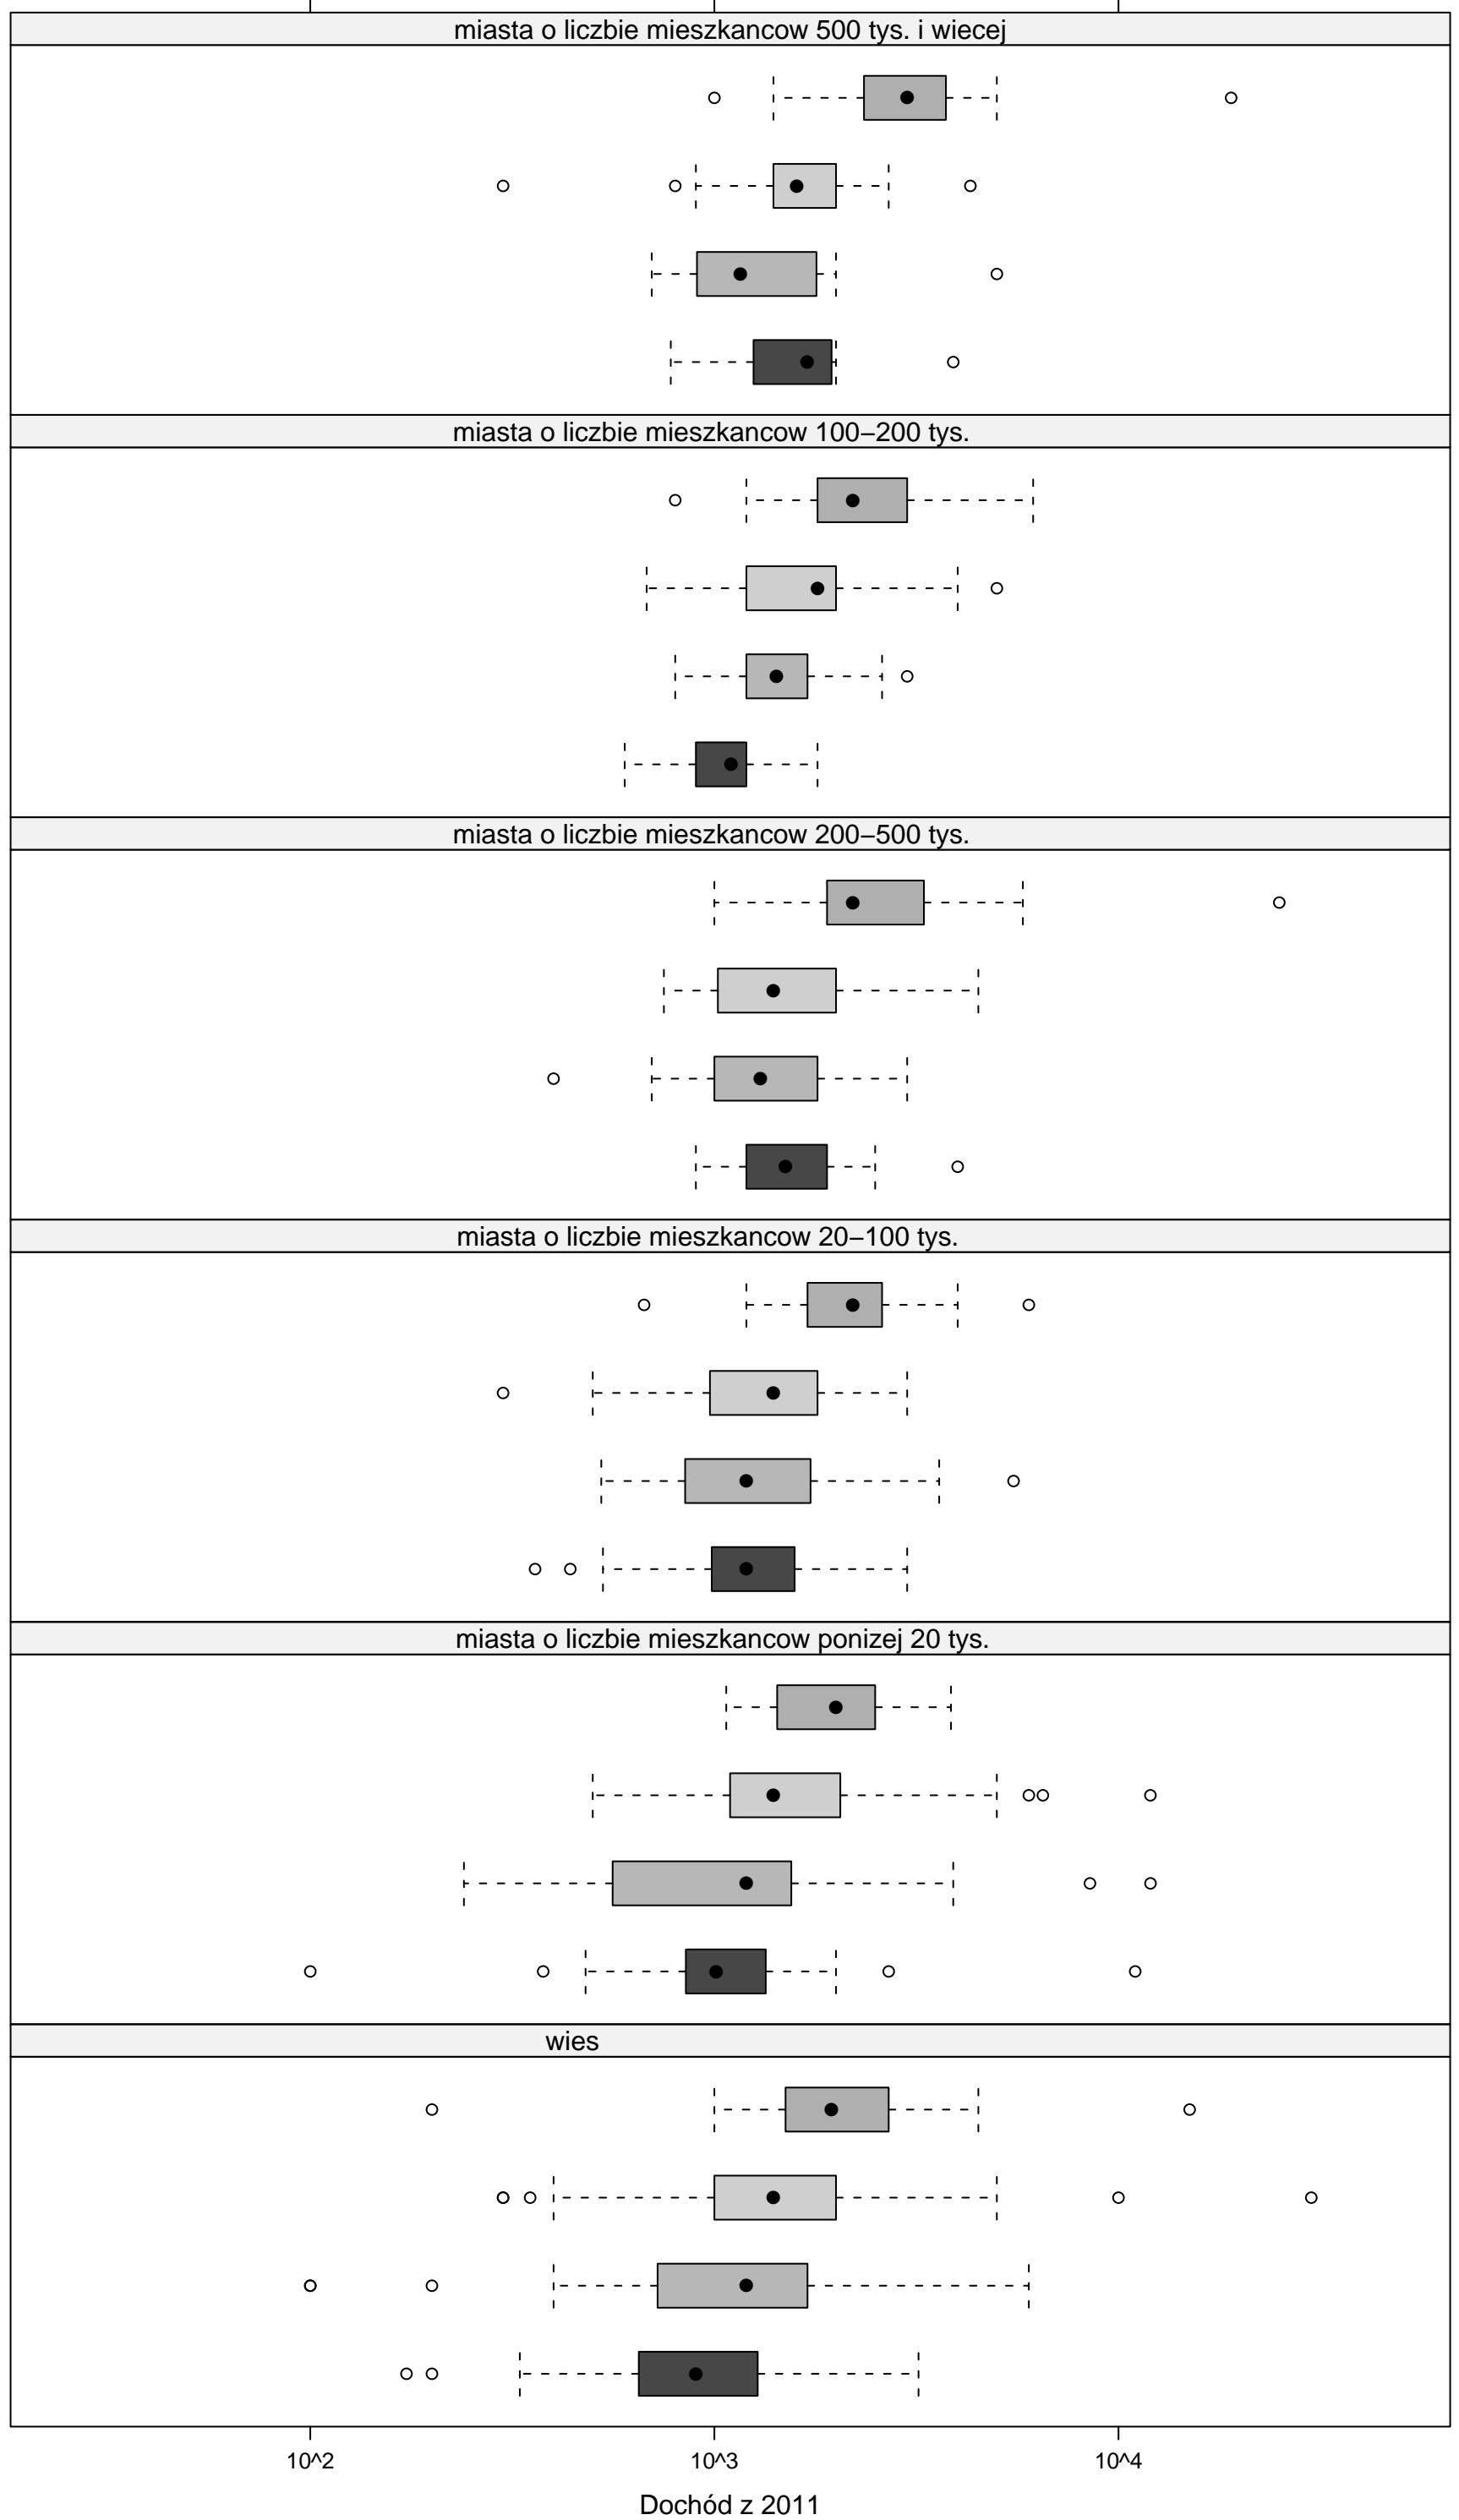 miasta o liczbie mieszkancow 500 tys. i wiecej
miasta o liczbie mieszkancow 100−200 tys.
miasta o liczbie mieszkancow 200−500 tys.
miasta o liczbie mieszkancow 20−100 tys.
miasta o liczbie mieszkancow ponizej 20 tys.
wies
10^2 10^3 10^4
Dochód z 2011